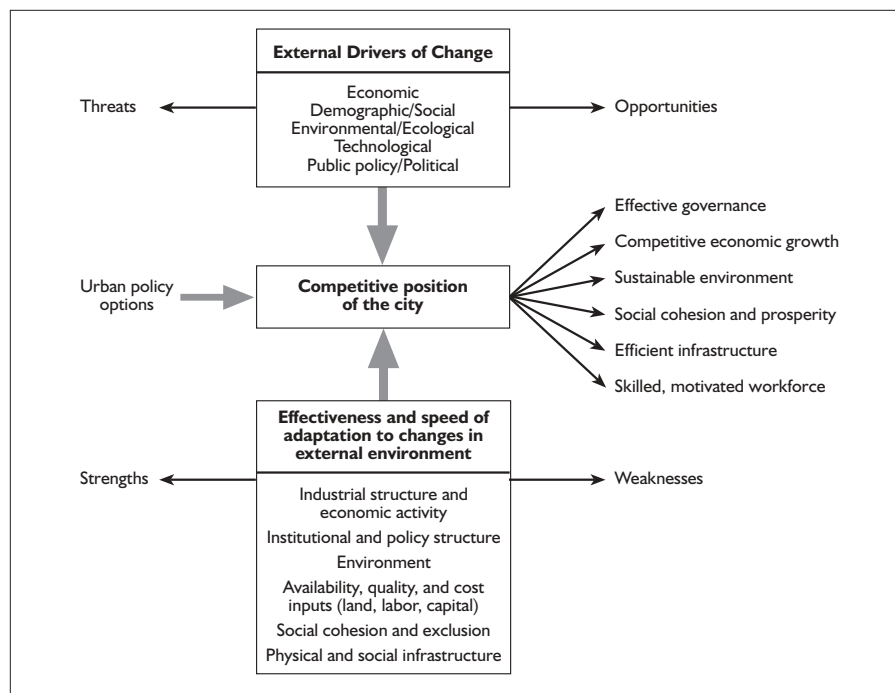 External Drivers of Change
Threats
Economic
Demographic/Social
Environmental/Ecological
Technological
Public policy/Political
Opportunities
Urban policy
options
Competitive position
of the city
Effective governance
Competitive economic growth
Sustainable environment
Social cohesion and prosperity
Efficient infrastructure
Skilled, motivated workforce
Effectiveness and speed of
adaptation to changes in
external environment
Strengths
Weaknesses
Industrial structure and
economic activity
Institutional and policy structure
Environment
Availability, quality, and cost
inputs (land, labor, capital)
Social cohesion and exclusion
Physical and social infrastructure